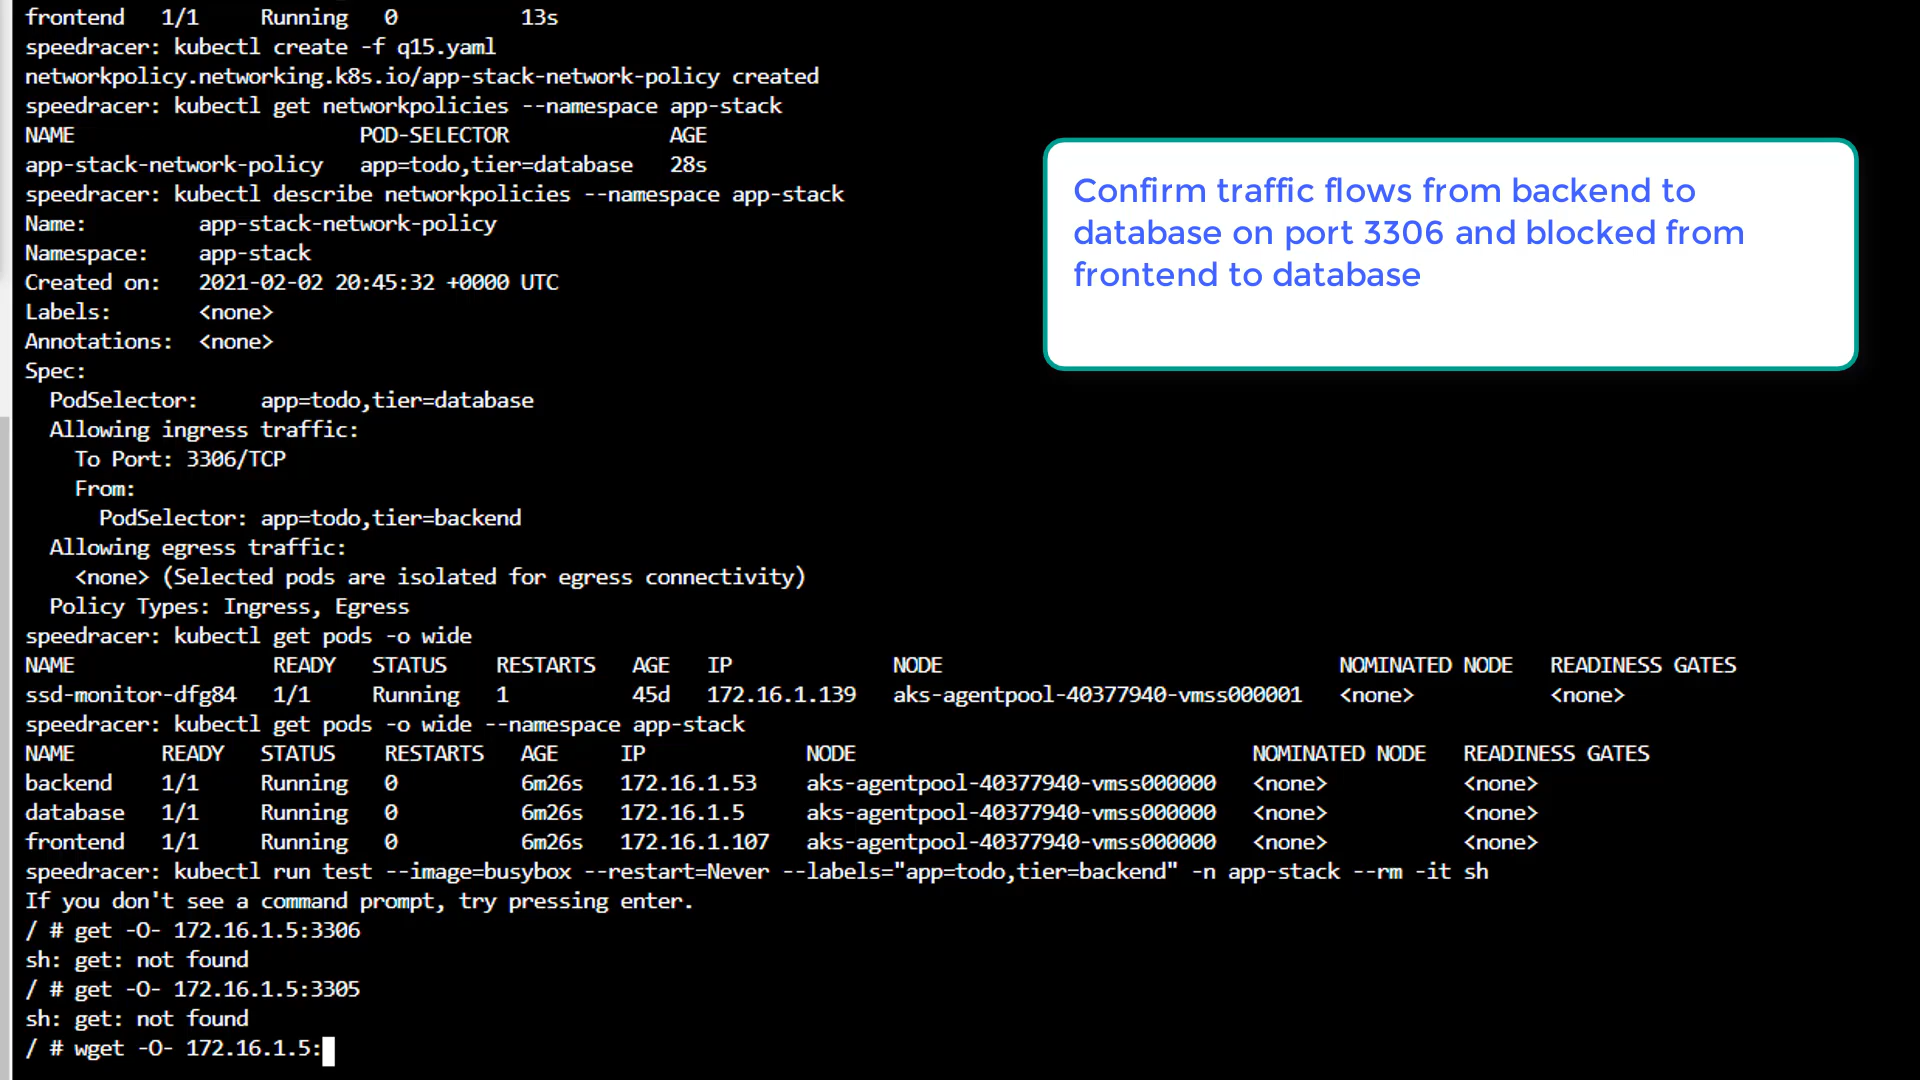 frontend   1/1     Running   0          13s
speedracer: kubectl create -f q15.yaml
networkpolicy.networking.k8s.io/app-stack-network-policy created
speedracer: kubectl get networkpolicies --namespace app-stack
NAME                       POD-SELECTOR             AGE
app-stack-network-policy   app=todo,tier=database   28s
speedracer: kubectl describe networkpolicies --namespace app-stack
Name:         app-stack-network-policy
Namespace:    app-stack
Created on:   2021-02-02 20:45:32 +0000 UTC
Labels:       <none>
Annotations:  <none>
Spec:
  PodSelector:     app=todo,tier=database
  Allowing ingress traffic:
    To Port: 3306/TCP
    From:
      PodSelector: app=todo,tier=backend
  Allowing egress traffic:
    <none> (Selected pods are isolated for egress connectivity)
  Policy Types: Ingress, Egress
speedracer: kubectl get pods -o wide
NAME                READY   STATUS    RESTARTS   AGE   IP             NODE                                NOMINATED NODE   READINESS GATES
ssd-monitor-dfg84   1/1     Running   1          45d   172.16.1.139   aks-agentpool-40377940-vmss000001   <none>           <none>
speedracer: kubectl get pods -o wide --namespace app-stack
NAME       READY   STATUS    RESTARTS   AGE     IP             NODE                                NOMINATED NODE   READINESS GATES
backend    1/1     Running   0          6m26s   172.16.1.53    aks-agentpool-40377940-vmss000000   <none>           <none>
database   1/1     Running   0          6m26s   172.16.1.5     aks-agentpool-40377940-vmss000000   <none>           <none>
frontend   1/1     Running   0          6m26s   172.16.1.107   aks-agentpool-40377940-vmss000000   <none>           <none>
speedracer: kubectl run test --image=busybox --restart=Never --labels="app=todo,tier=backend" -n app-stack --rm -it sh
If you don't see a command prompt, try pressing enter.
/ # get -O- 172.16.1.5:3306
sh: get: not found
/ # get -O- 172.16.1.5:3305
sh: get: not found
/ # wget -O- 172.16.1.5:
Confirm traffic flows from backend to
database on port 3306 and blocked from
frontend to database